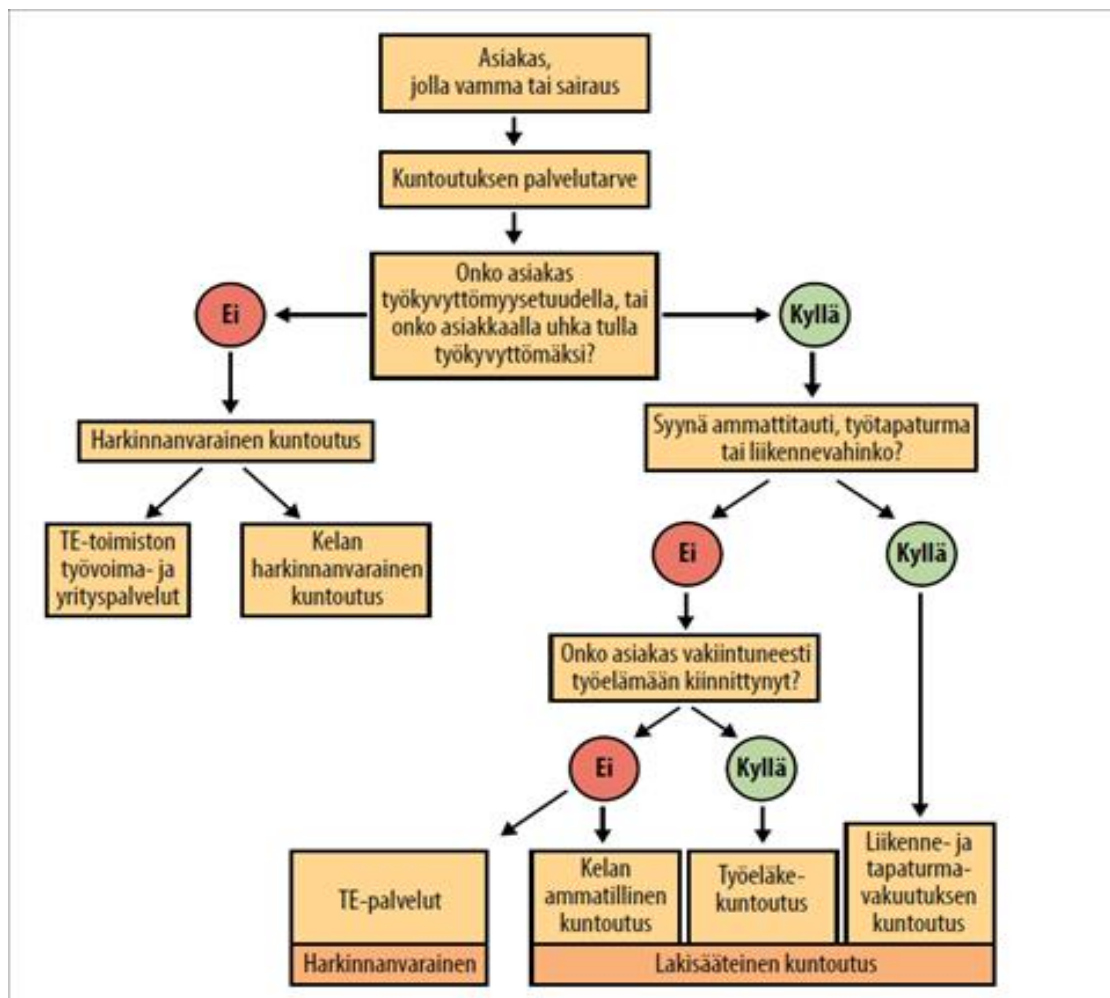 Asiakas,
jolla vamma tai sairaus
Kuntoutuksen palvelutarve
Onko asiakas
työkyvyttömyysetuudella, tai
onko asiakkaalla uhka tulla
työkyvyttömäksi?
Ei
Kyllä
Harkinnanvarainen kuntoutus
Syynä ammattitauti, työtapaturma
tai liikennevahinko?
TE-toimiston
työvoima- ja
yrityspalvelut
Kelan
harkinnanvarainen
kuntoutus
Ei
Kyllä
Onko asiakas vakiintuneesti
työelämään kiinnittynyt?
Ei
Kyllä
TE-palvelut
Kelan
ammatillinen
kuntoutus
Työeläke-
kuntoutus
Liikenne- ja
tapaturma-
vakuutuksen
kuntoutus
Harkinnanvarainen
Lakisääteinen kuntoutus